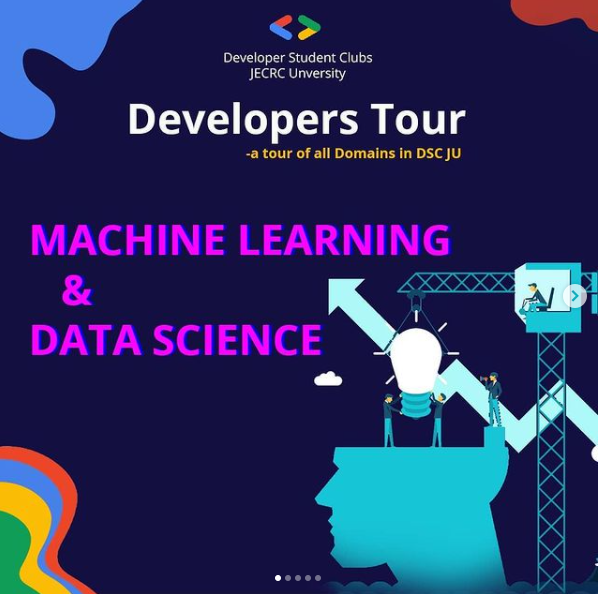 Developer Student Clubs
JECRC Unversity
Developers Tour
-a tour of all Domains in DSC JU
MACHINE LEARNING
&
DATA SCIENCE